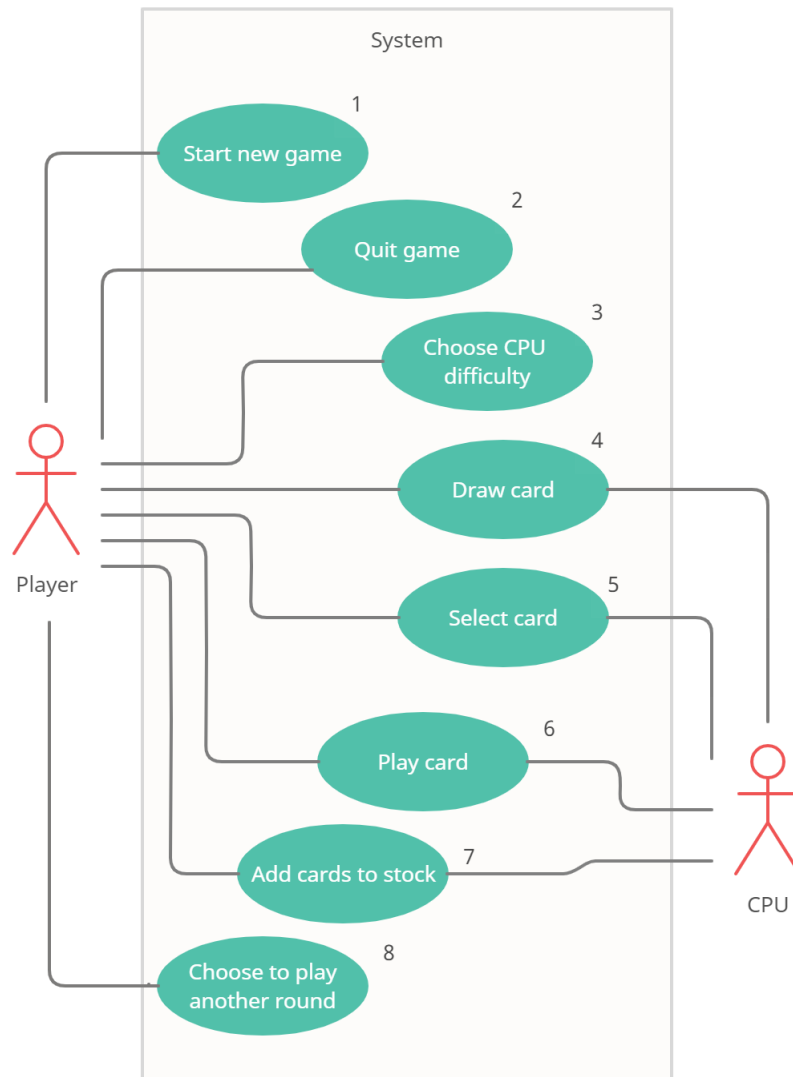 System
1
Start new game
2
Quit game
3
Choose CPU
difficulty
4
Draw card
5
Select card
Player
6
Play card
7
Add cards to stock
CPU
8
Choose to play
another round